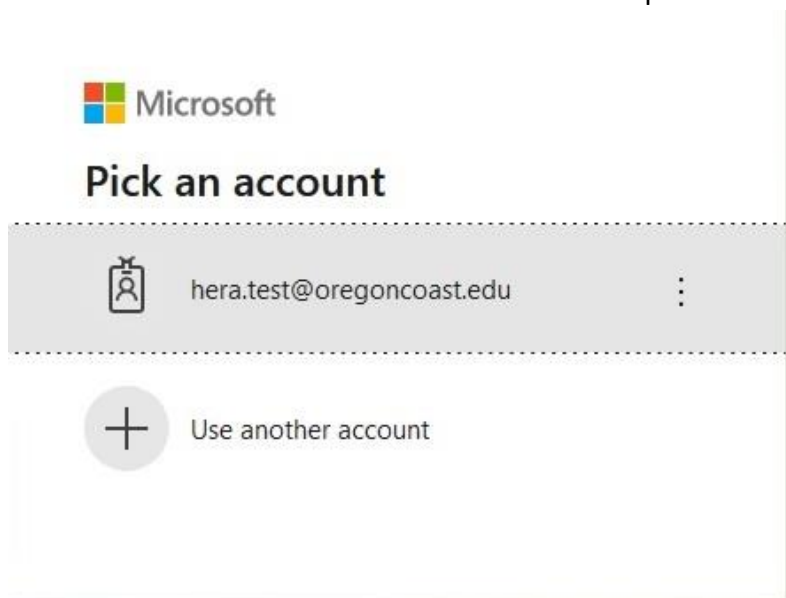 Microsoft
Pick an account
hera.test@oregoncoast.edu
Use another account